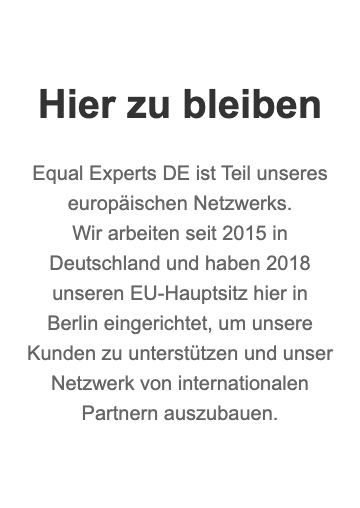 Hier zu bleiben
Equal Experts DE ist Teil unseres
europäischen Netzwerks.
Wir arbeiten seit 2015 in
Deutschland und haben 2018
unseren EU-Hauptsitz hier in
Berlin eingerichtet, um unsere
Kunden zu unterstützen und unser
Netzwerk von internationalen
Partnern auszubauen.